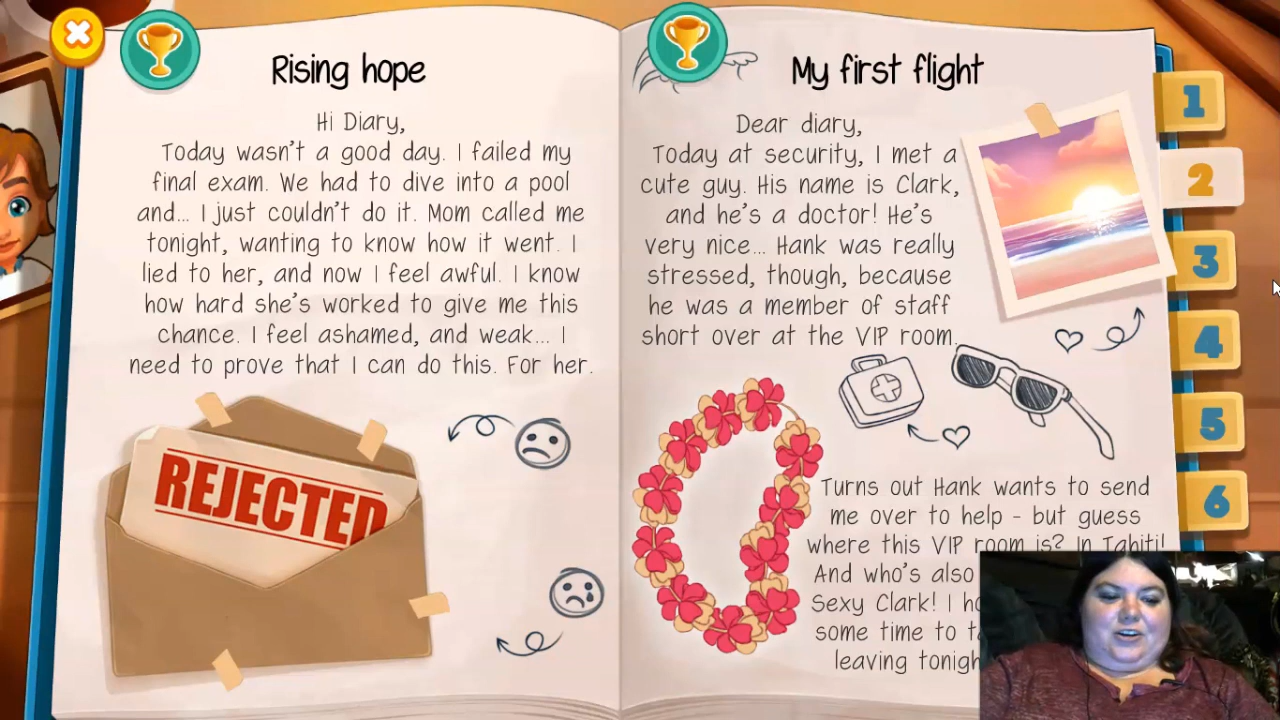 Rising hope
Hi Diary,
Today wasn't a good day. I failed my
final exam. We had to dive into a pool
and... I just couldn't do it. Mom called me
tonight, wanting to know how it went. I
lied to her, and now I feel awful. I know
how hard she's worked to give me this
chance. I feel ashamed, and weak... I
need to prove that I can do this. For her.
REJECTED
My first flight
Dear diary,
Today at security, I met a
cute guy. His name is Clark,
and he's a doctor! He's
very nice... Hank was really
stressed, though, because
he was a member of staff
short over at the VIP room.
Turns out Hank wants to send
me over to help - but guess
where this VIP room is? In Tahiti!
And who's also
Sexy Clark! I
some time to
leaving
1
2
3
4
5
6